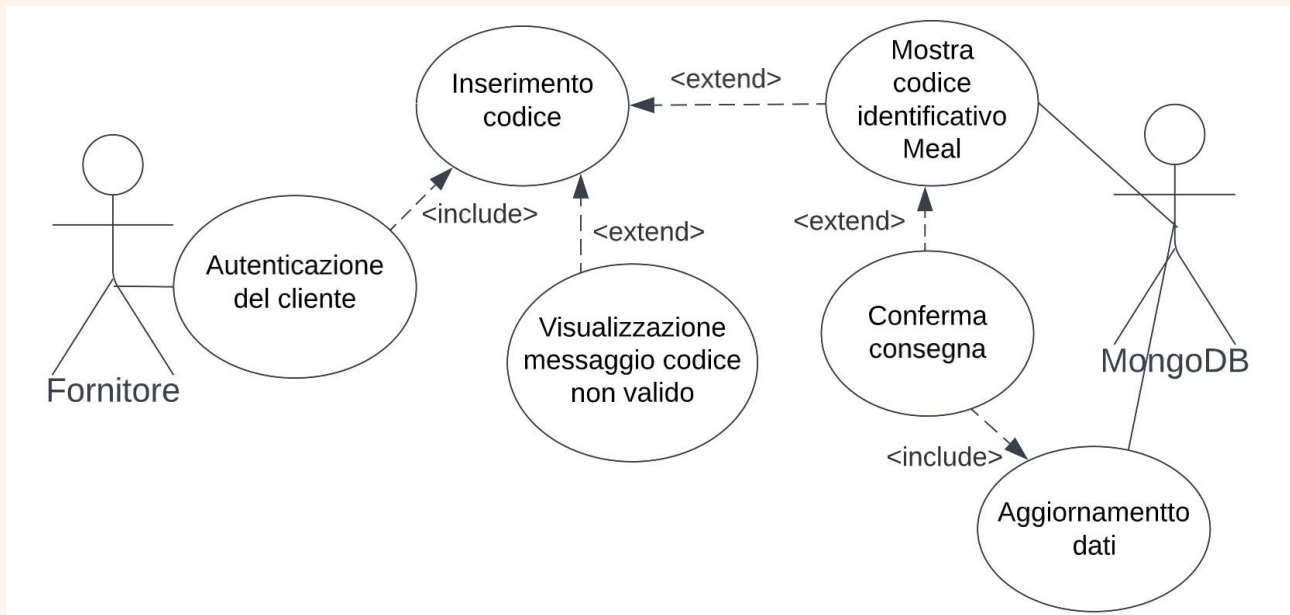 Inserimento
codice
<extend>
Mostra
codice
identificativo
Meal
<include>
<extend>
<extend>
Autenticazione
del cliente
Fornitore
Visualizzazione
messaggio codice
non valido
Conferma
consegna
MongoDB
<include>
Aggiornamentto
dati